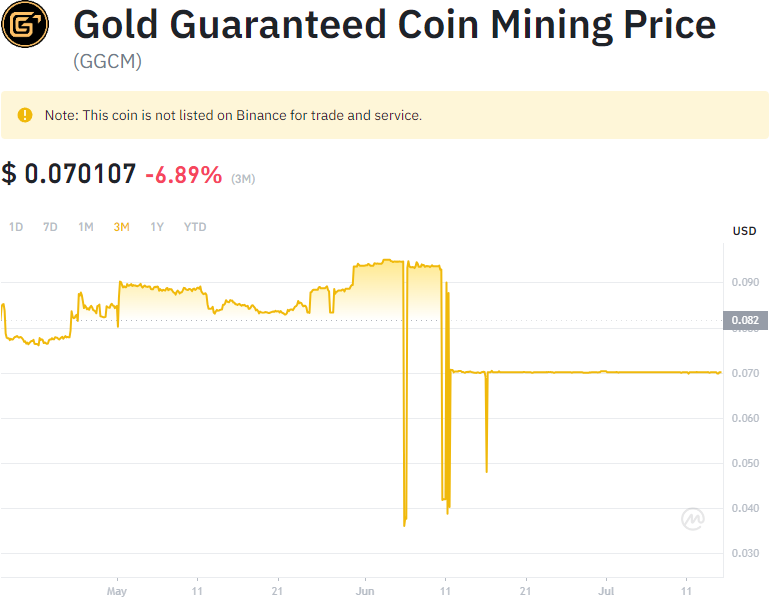 Gold Guaranteed Coin Mining Price
(GGCM)
Note: This coin is not listed on Binance for trade and service.
$ 0.070107 -6.89% (3M)
1D 7D 1M 3M 1Y YTD
USD
0.090
0.082
0.080
0.070
0.060
0.050
0.040
0.030
May 11 21 Jun 11 21 Jul 11